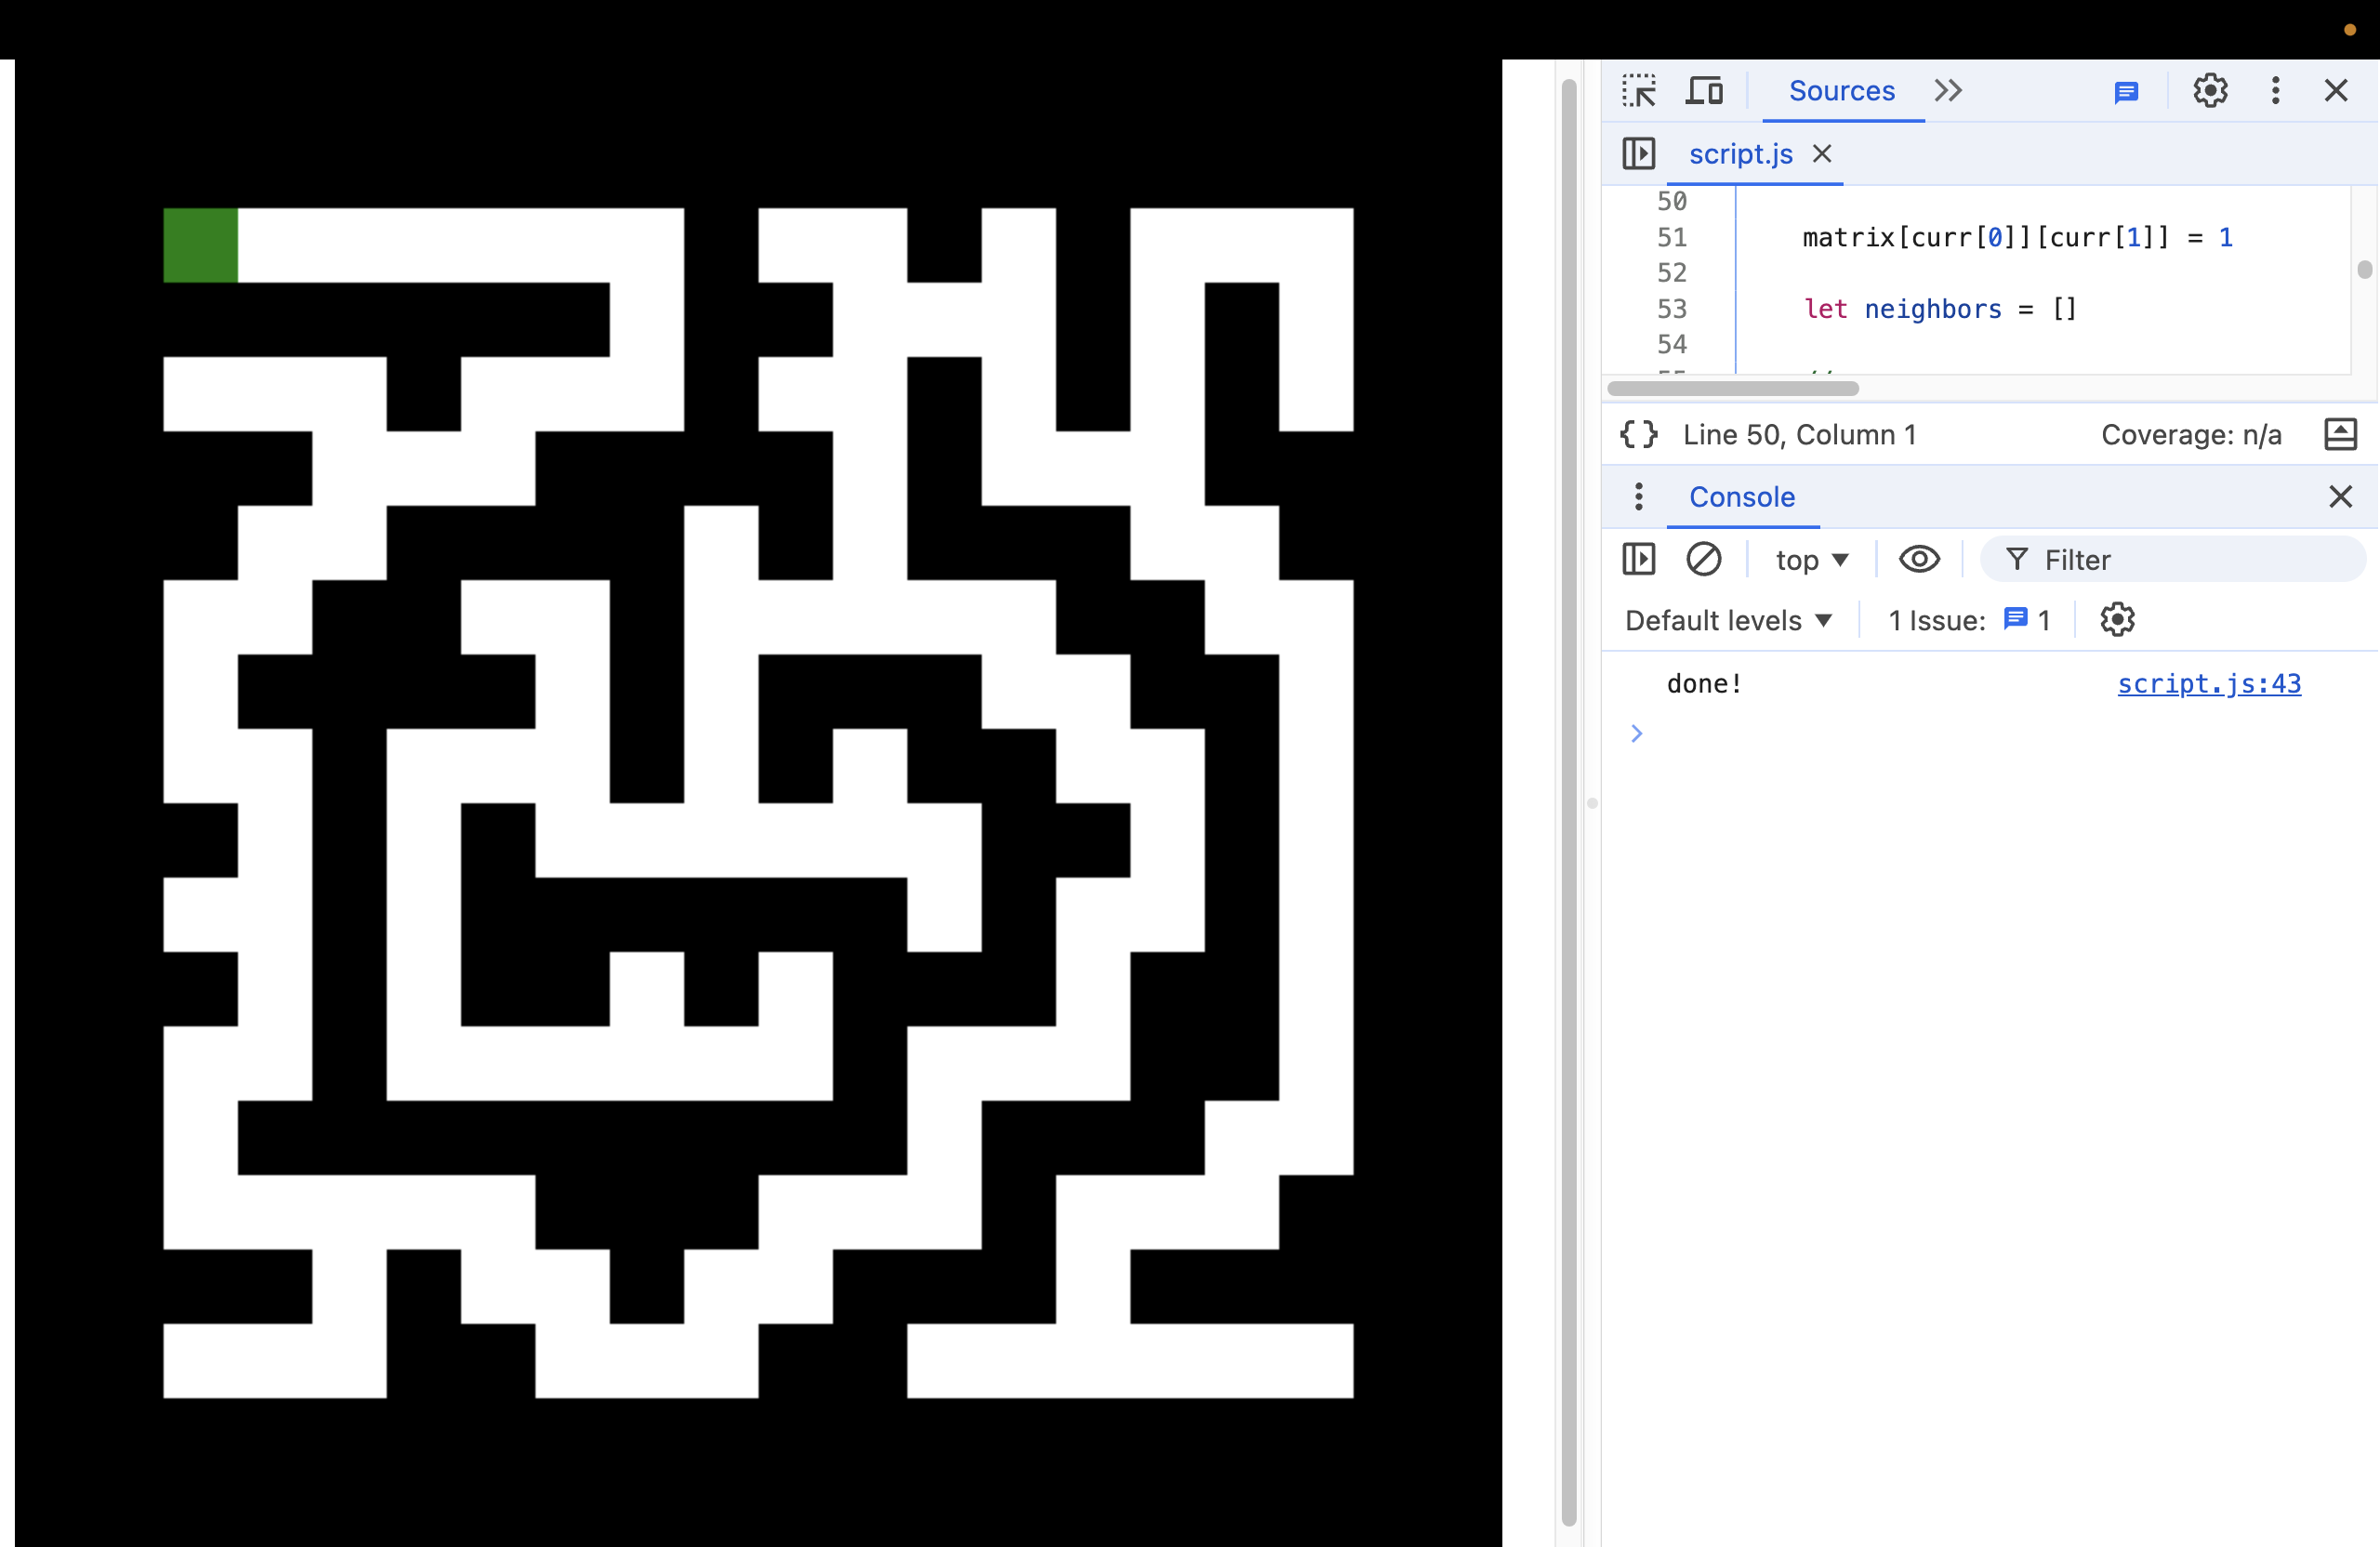 Sources
script.js
50
51 matrix[curr[0]][curr[1]] = 1
52
53 let neighbors = []
54
{} Line 50, Column 1 Coverage: n/a
Console
top Filter
Default levels 1 Issue: 1
done! script.js:43